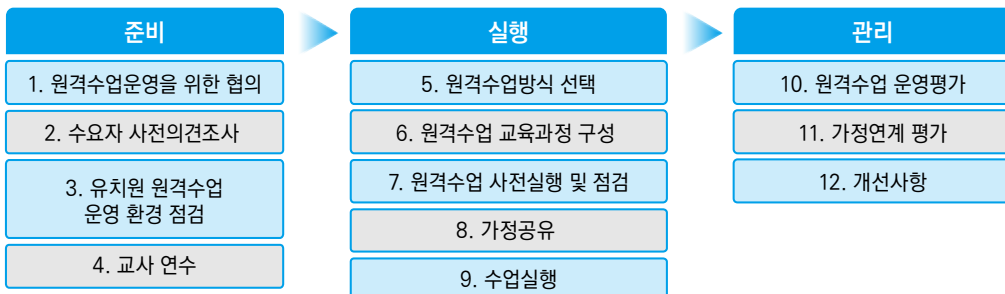 준비
1. 원격수업운영을 위한 협의
2. 수요자 사전의견조사
3. 유치원 원격수업
운영 환경 점검
4. 교사 연수
실행
5. 원격수업방식 선택
6. 원격수업 교육과정 구성
7. 원격수업 사전실행 및 점검
8. 가정공유
9. 수업실행
관리
10. 원격수업 운영평가
11. 가정연계 평가
12. 개선사항